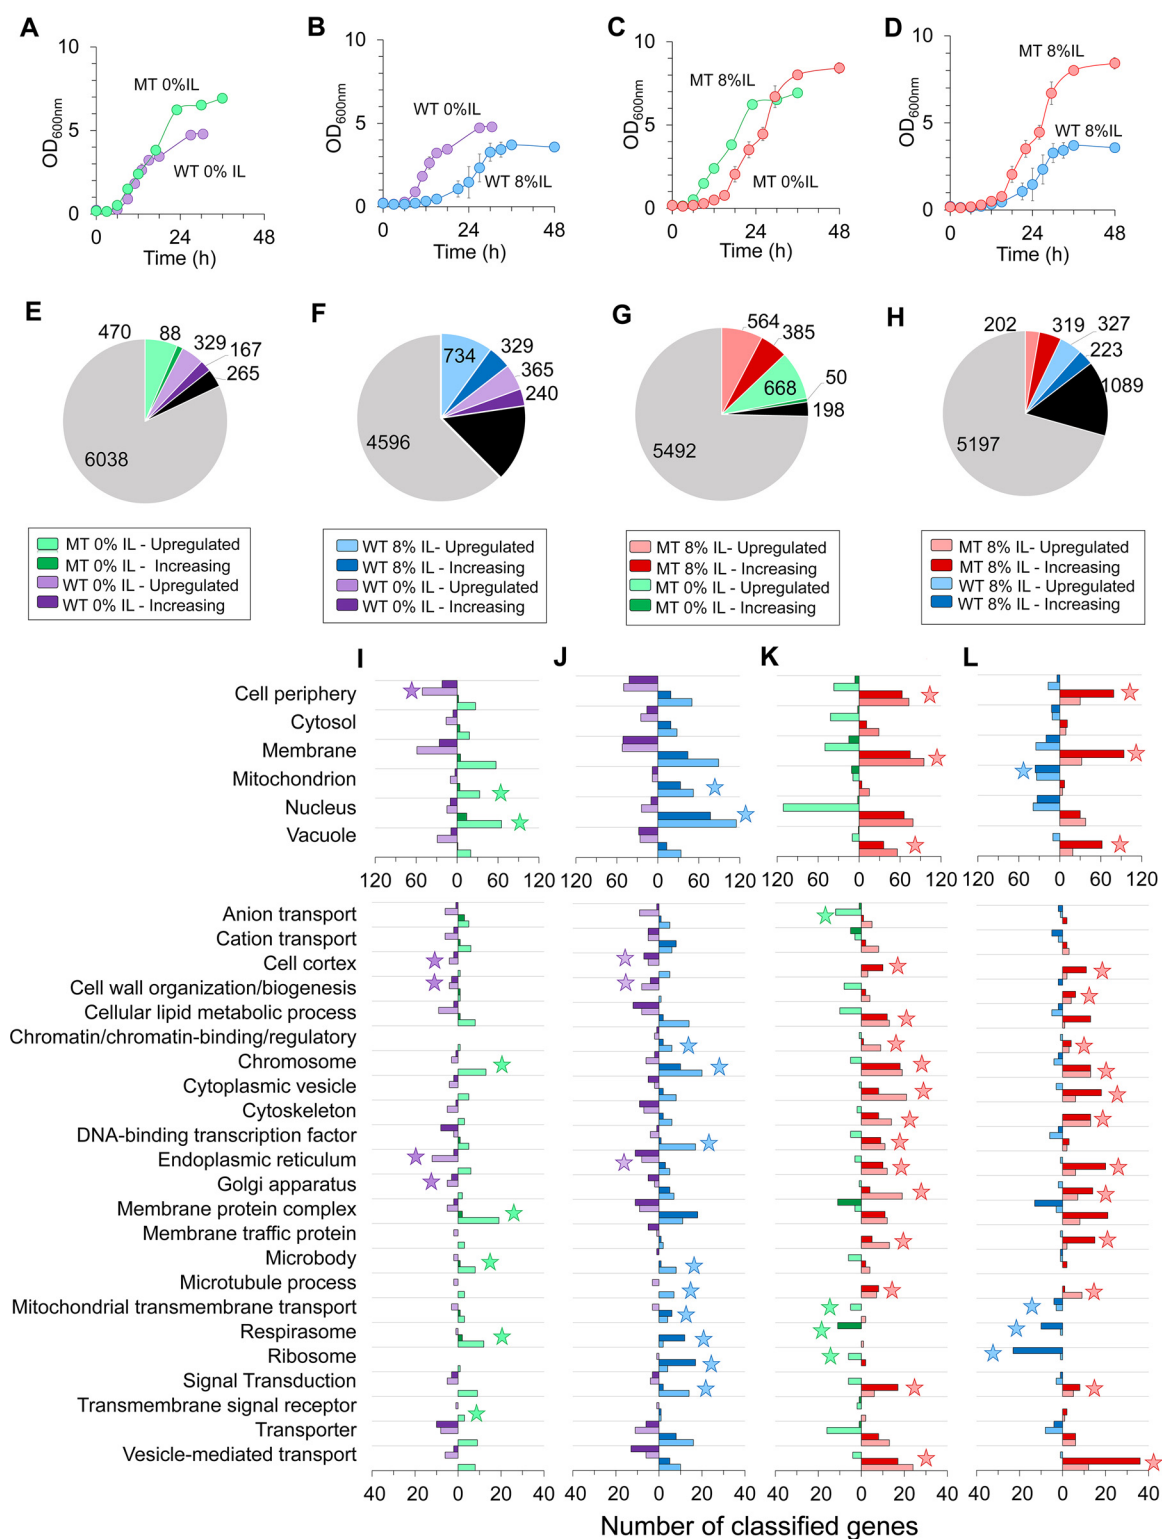 A
B
C
D
10
5
0
OD600nm
MT 0%IL
WT 0% IL
0
24
48
Time (h)
10
5
0
OD600nm
WT 0%IL
WT 8%IL
0
24
48
Time (h)
10
5
0
OD600nm
MT 8%IL
MT 0%IL
0
24
48
Time (h)
10
5
0
OD600nm
MT 8%IL
WT 8%IL
0
24
48
Time (h)
E
470
88
329
167
265
6038
F
734
329
365
240
4596
G
564
385
668
50
198
5492
H
202
319
327
223
1089
5197
MT 0% IL - Upregulated
MT 0% IL - Increasing
WT 0% IL - Upregulated
WT 0% IL - Increasing
WT 8% IL- Upregulated
WT 8% IL - Increasing
WT 0% IL - Upregulated
WT 0% IL - Increasing
MT 8% IL- Upregulated
MT 8% IL - Increasing
MT 0% IL - Upregulated
MT 0% IL - Increasing
MT 8% IL- Upregulated
MT 8% IL - Increasing
WT 8% IL - Upregulated
WT 8% IL - Increasing
I
J
K
L
Cell periphery
Cytosol
Membrane
Mitochondrion
Nucleus
Vacuole
120 60 0 60 120
120 60 0 60 120
120 60 0 60 120
120 60 0 60 120
Anion transport
Cation transport
Cell cortex
Cell wall organization/biogenesis
Cellular lipid metabolic process
Chromatin/chromatin-binding/regulatory
Chromosome
Cytoplasmic vesicle
Cytoskeleton
DNA-binding transcription factor
Endoplasmic reticulum
Golgi apparatus
Membrane protein complex
Membrane traffic protein
Microbody
Microtubule process
Mitochondrial transmembrane transport
Respirasome
Ribosome
Signal Transduction
Transmembrane signal receptor
Transporter
Vesicle-mediated transport
40 20 0 20 40
40 20 0 20 40
40 20 0 20 40
40 20 0 20 40
Number of classified genes